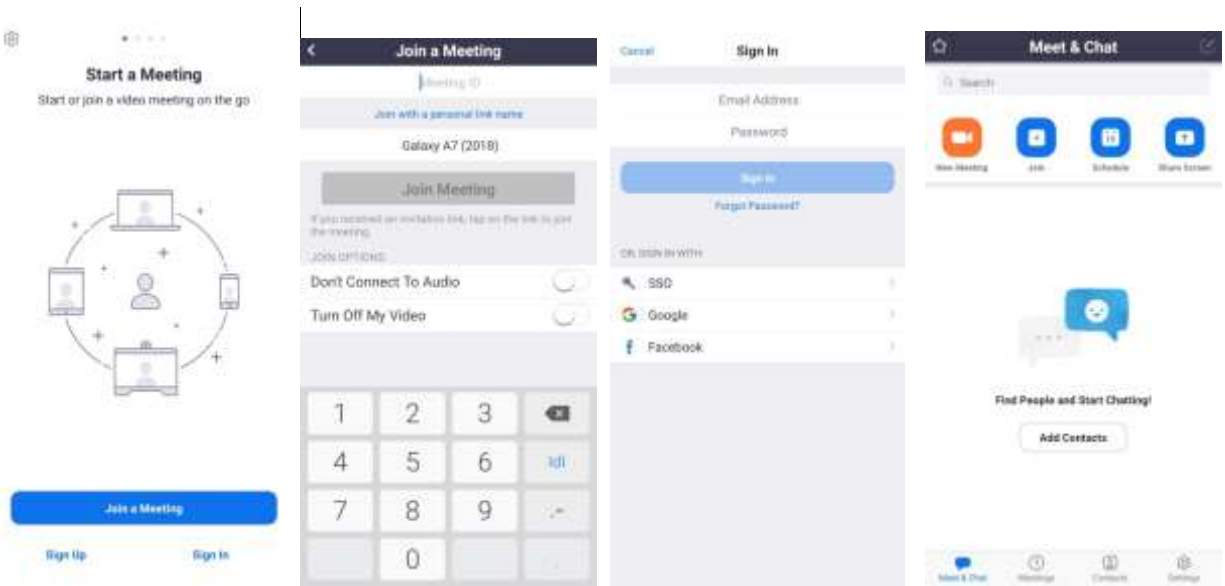 Start a Meeting
Start or join a video meeting on the go
Join a Meeting
Sign Up
Sign In
Join a Meeting
Meeting ID
Join with a personal link name
Galaxy A7 (2018)
Join Meeting
If you received an invitation link, tap on the link to join
the meeting.
JOIN OPTIONS
Don't Connect To Audio
Turn Off My Video
1 2 3
4 5 6
7 8 9 .-
0
Cancel
Sign In
Email Address
Password
Sign In
Forgot Password?
OR, SIGN IN WITH
SSO
Google
Facebook
Meet & Chat
Search
New Meeting
Join
Schedule
Share Screen
Find People and Start Chatting!
Add Contacts
Meet & Chat
Meetings
Contacts
Settings